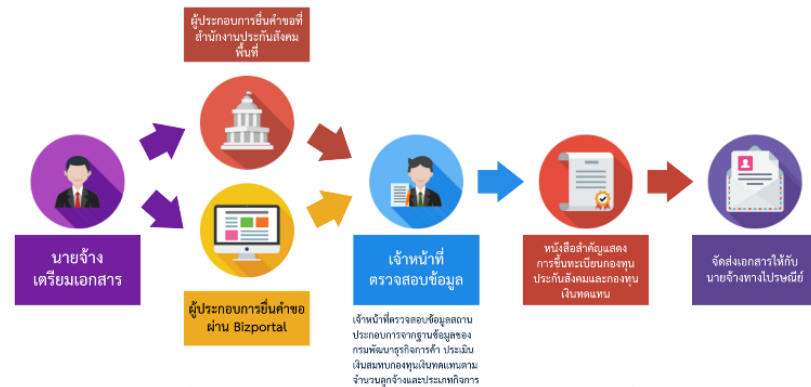 ผู้ประกอบการยื่นคำขอที่
สำนักงานประกันสังคม
พื้นที่
นายจ้าง
เตรียมเอกสาร
ผู้ประกอบการยื่นคำขอ
ผ่าน Bizportal
เจ้าหน้าที่
ตรวจสอบข้อมูล
เจ้าหน้าที่ตรวจสอบข้อมูลสถาน
ประกอบการจากฐานข้อมูลของ
กรมพัฒนาธุรกิจการค้า ประเมิน
เงินสมทบกองทุนเงินทดแทนตาม
จำนวนลูกจ้างและประเภทกิจการ
หนังสือสำคัญแสดง
การขึ้นทะเบียนกองทุน
ประกันสังคมและกองทุน
เงินทดแทน
จัดส่งเอกสารให้กับ
นายจ้างทางไปรษณีย์